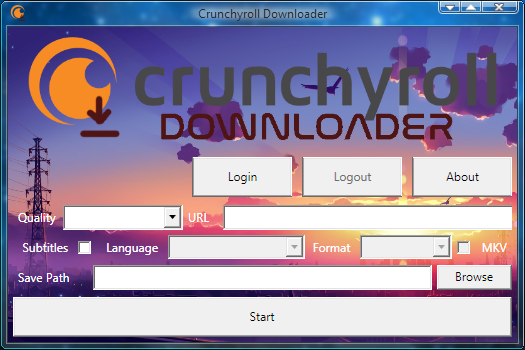 Crunchyroll Downloader
crunchyroll
DOWNLOADER
Login Logout About
Quality URL
Subtitles Language Format MKV
Save Path Browse
Start